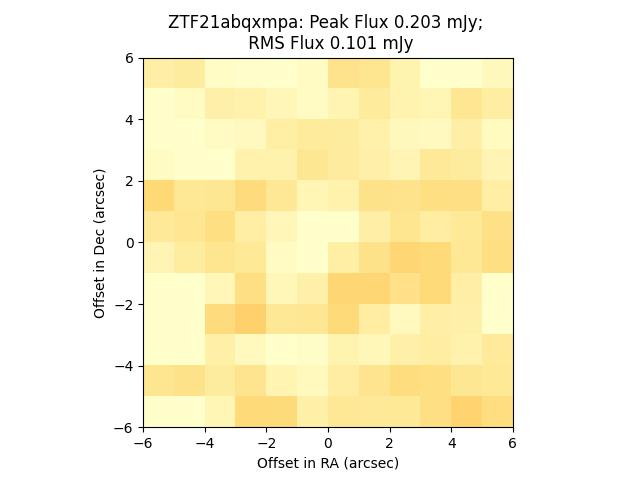 ZTF21abqxmpa: Peak Flux 0.203 mJy;
RMS Flux 0.101 mJy
6
4
2
0
−2
−4
−6
Offset in Dec (arcsec)
−6 −4 −2 0 2 4 6
Offset in RA (arcsec)